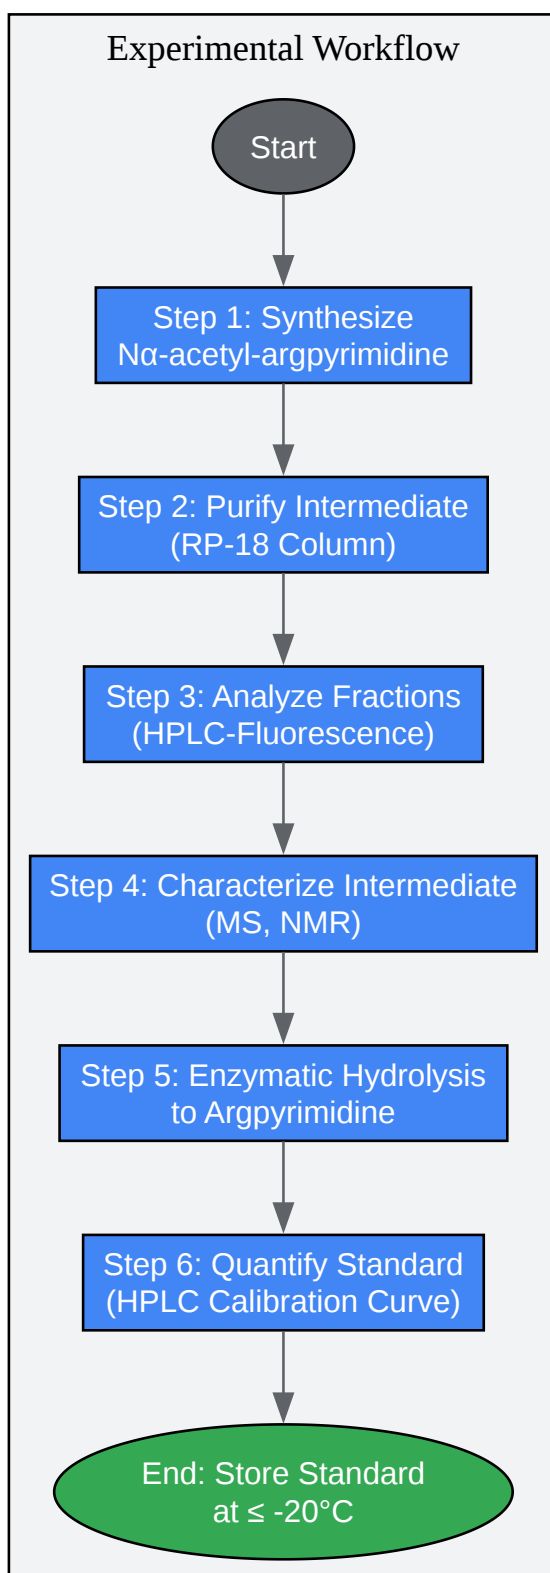 Experimental Workflow
Start
Step 1: Synthesize
Nα-acetyl-argpyrimidine
Step 2: Purify Intermediate
(RP-18 Column)
Step 3: Analyze Fractions
(HPLC-Fluorescence)
Step 4: Characterize Intermediate
(MS, NMR)
Step 5: Enzymatic Hydrolysis
to Argpyrimidine
Step 6: Quantify Standard
(HPLC Calibration Curve)
End: Store Standard
at ≤ -20°C